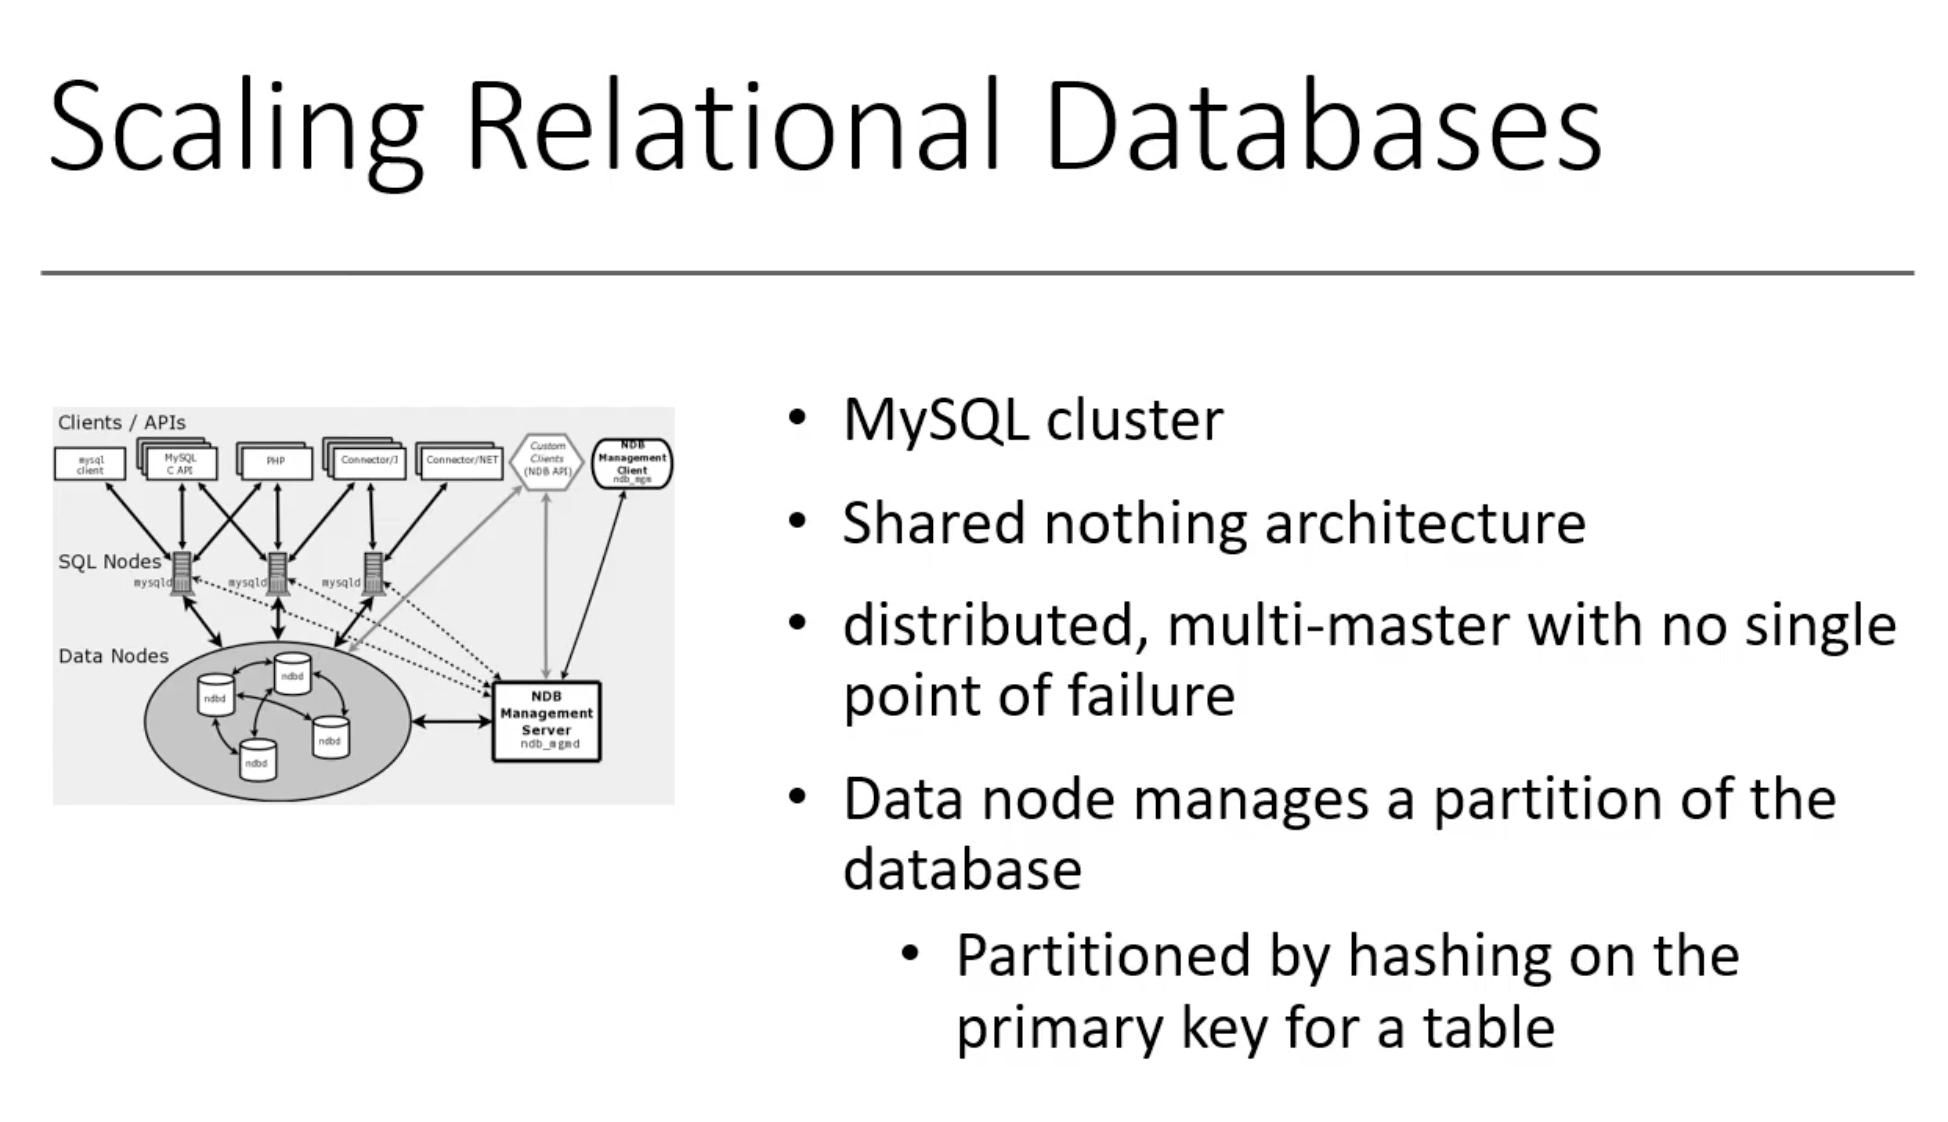 Scaling Relational Databases
Clients / APIs
mysql
client
MySQL
C API
PHP
Connector/J
Connector/NET
Custom
Clients
(NDB API)
NDB
Management
Client
ndb_mgm
SQL Nodes
mysqld
mysqld
mysqld
Data Nodes
ndbd
ndbd
ndbd
ndbd
NDB
Management
Server
ndb_mgmd
• MySQL cluster
• Shared nothing architecture
• distributed, multi-master with no single
point of failure
• Data node manages a partition of the
database
• Partitioned by hashing on the
primary key for a table